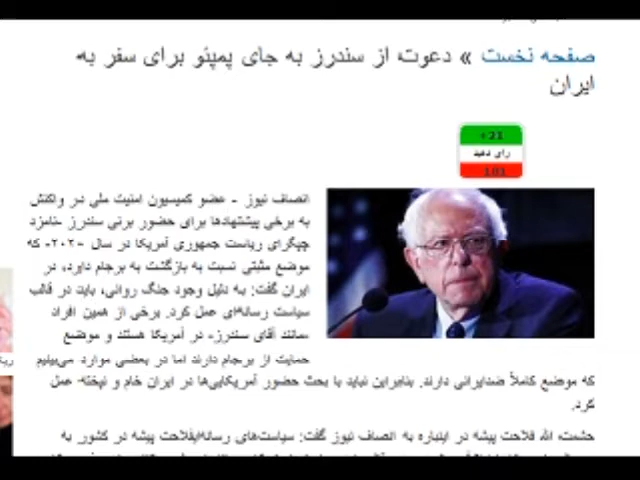 صفحه نخست » دعوت از سندرز به جای پمپئو برای سفر به
ایران
+21
رای دهید
101
انصاف نیوز - عضو کمیسیون امنیت ملی در واکنش
به برخی پیشنهادها برای حضور برنی سندرز -نامزد
چپگرای ریاست جمهوری آمریکا در سال ۲۰۲۰- که
موضع مثبتی نسبت به بازگشت به برجام دارد، در
ایران گفت: به دلیل وجود جنگ روانی، باید در قالب
سیاست رسانه‌ای عمل کرد. برخی از همین افراد
-مانند آقای سندرز- در آمریکا هستند و موضع
حمایت از برجام دارند اما در بعضی موارد می‌بینیم
که موضع کاملاً ضدایرانی دارند. بنابراین نباید با بحث حضور آمریکایی‌ها در ایران خام و نپخته عمل
کرد.
حشمت الله فلاحت پیشه در اینباره به انصاف نیوز گفت: سیاست‌های رسانه‌ای
در کشور به